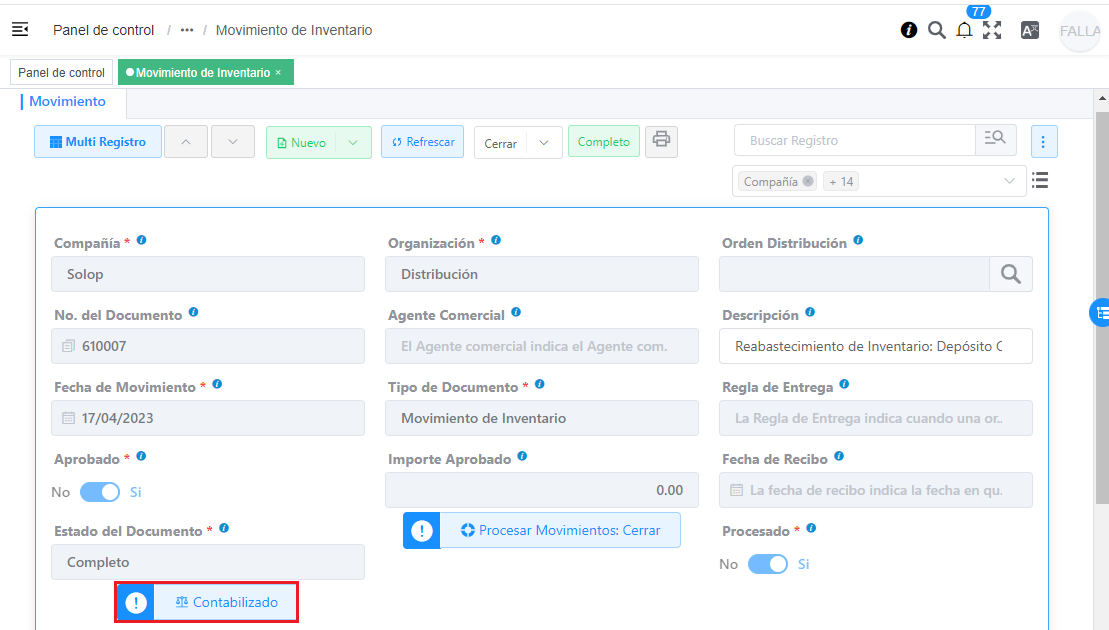 Panel de control / ••• / Movimiento de Inventario
77
FALLA
Panel de control
Movimiento de Inventario ×
Movimiento
Multi Registro
Nuevo
Refrescar
Cerrar
Completo
Buscar Registro
Compañía
+ 14
Compañía *
Organización *
Orden Distribución
Solop
Distribución
No. del Documento
Agente Comercial
Descripción
610007
El Agente comercial indica el Agente com.
Reabastecimiento de Inventario: Depósito C
Fecha de Movimiento *
Tipo de Documento *
Regla de Entrega
17/04/2023
Movimiento de Inventario
La Regla de Entrega indica cuando una or..
Aprobado *
Importe Aprobado
Fecha de Recibo
No
Si
0.00
La fecha de recibo indica la fecha en qu.
Estado del Documento *
Procesar Movimientos: Cerrar
Procesado *
Completo
No
Si
Contabilizado